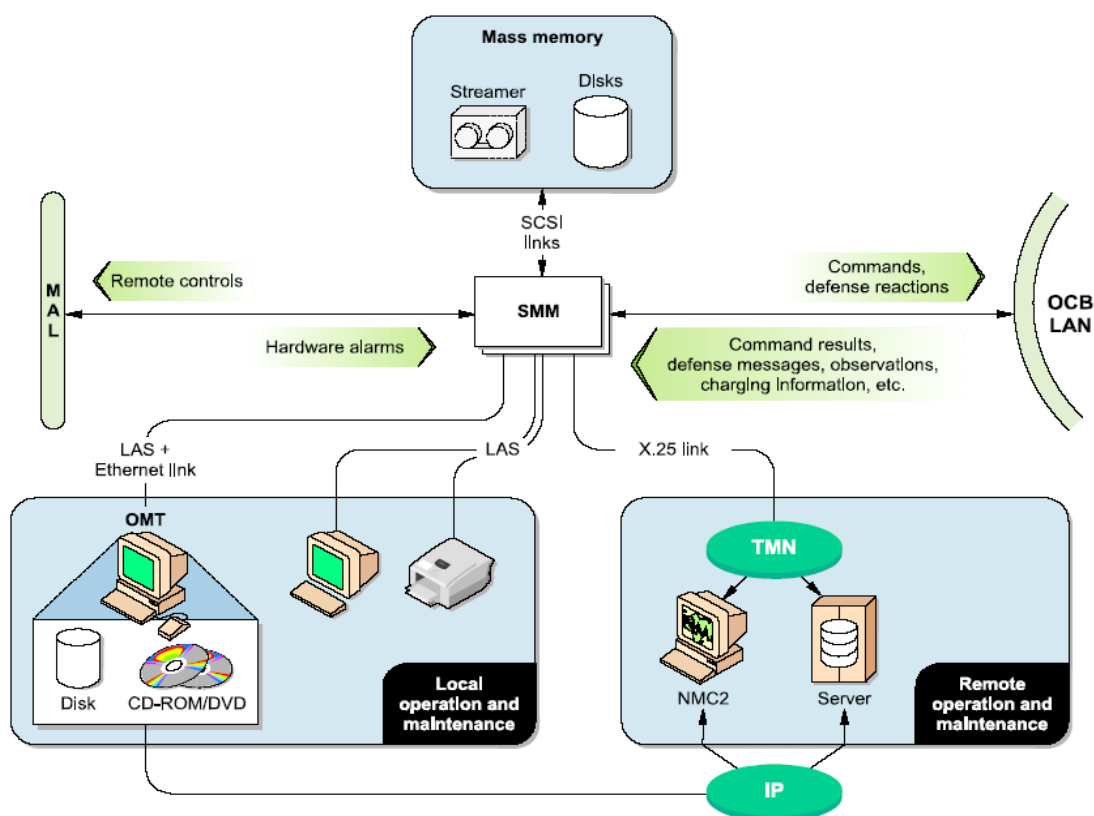 Mass memory
Streamer
Disks
SCSI
links
MAL
Remote controls
Hardware alarms
SMM
Commands,
defense reactions
Command results,
defense messages, observations,
charging information, etc.
OCB
LAN
LAS +
Ethernet link
LAS
X.25 link
OMT
Disk
CD-ROM/DVD
Local
operation and
maintenance
TMN
NMC2
Server
Remote
operation and
maintenance
IP